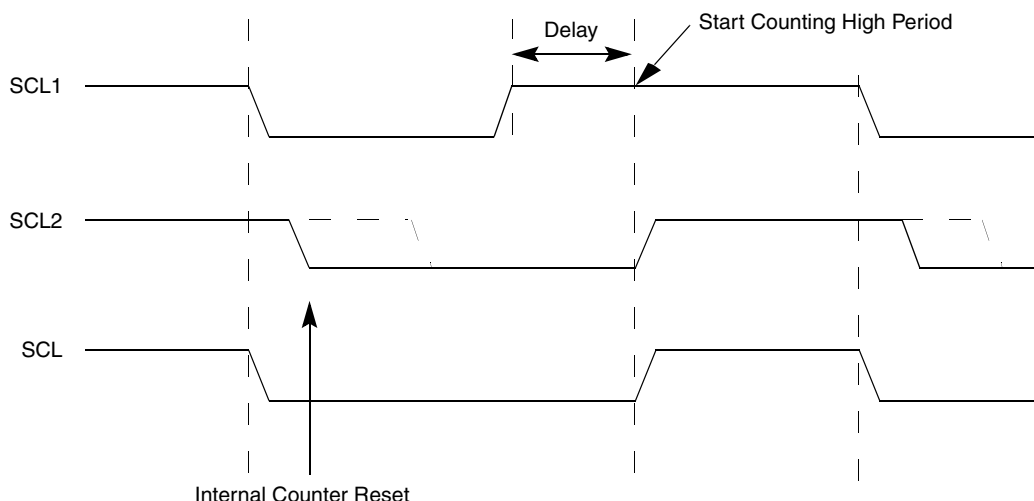 Delay
Start Counting High Period
SCL1
SCL2
SCL
Internal Counter Reset